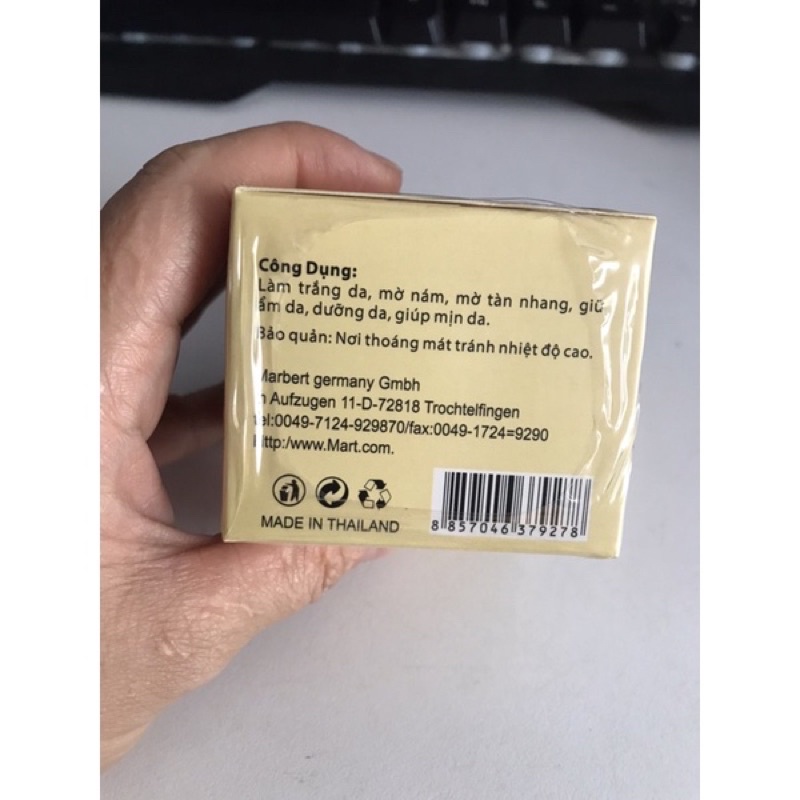 Công Dụng:
Làm trắng da, mờ nám, mờ tàn nhang, giữ
ẩm da, dưỡng da, giúp mịn da.
Bảo quản: Nơi thoáng mát tránh nhiệt độ cao.
Marbert germany Gmbh
Aufzugen 11-D-72818 Trochtelfingen
tel:0049-7124-929870/fax:0049-1724=9290
Http:/www.Mart.com.
MADE IN THAILAND
8 857046 379278